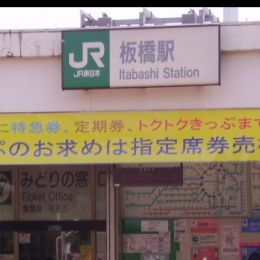 JR
JR東日本
板橋駅
Itabashi Station
に特急券、定期券、トクトクきっぷまで
ぷのお求めは指定席券売
みどりの窓口
Ticket Office